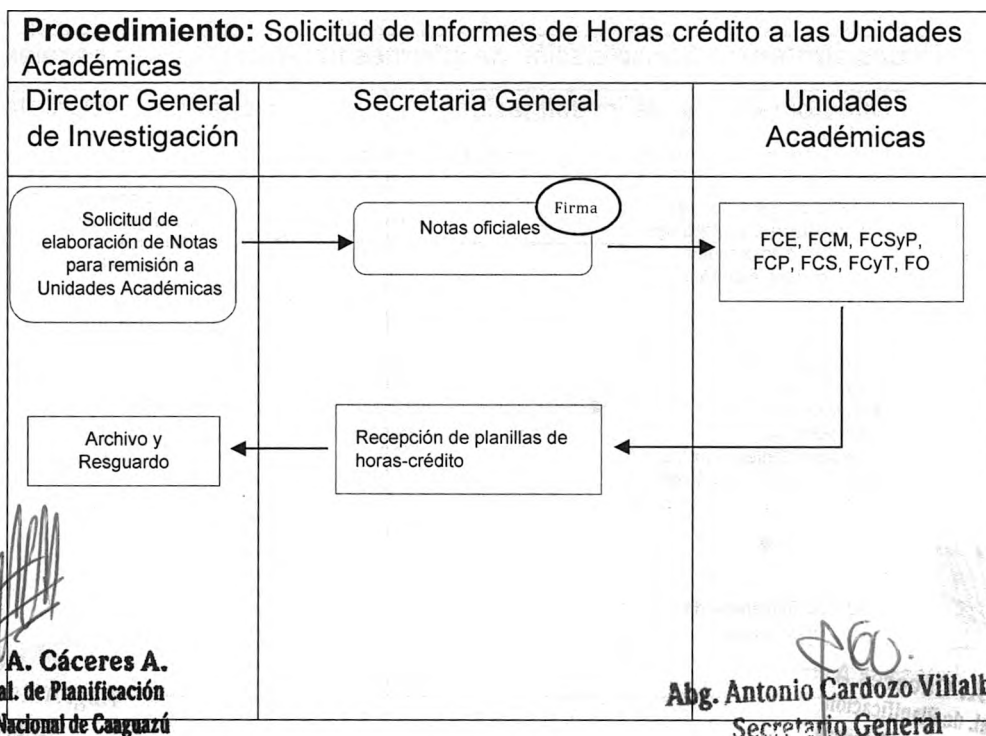 Procedimiento: Solicitud de Informes de Horas crédito a las Unidades
Académicas
Director General
de Investigación
Secretaria General
Unidades
Académicas
Solicitud de
elaboración de Notas
para remisión a
Unidades Académicas
Notas oficiales
Firma
FCE, FCM, FCSyP,
FCP, FCS, FCyT, FO
Archivo y
Resguardo
Recepción de planillas de
horas-crédito
A. Cáceres A.
al. de Planificación
Nacional de Caaguazú
Abg. Antonio Cardozo Villalb
Secretario General